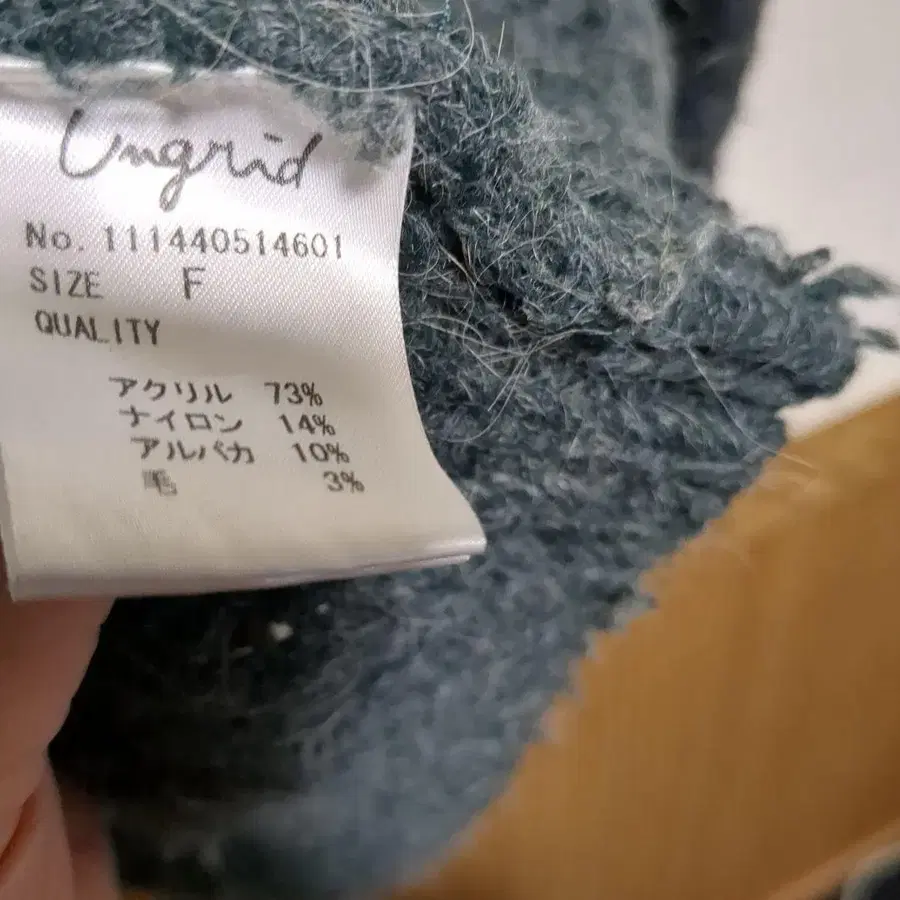 Ungrid
No. 111440514601
SIZE F
QUALITY
アクリル 73%
ナイロン 14%
アルパカ 10%
毛 3%